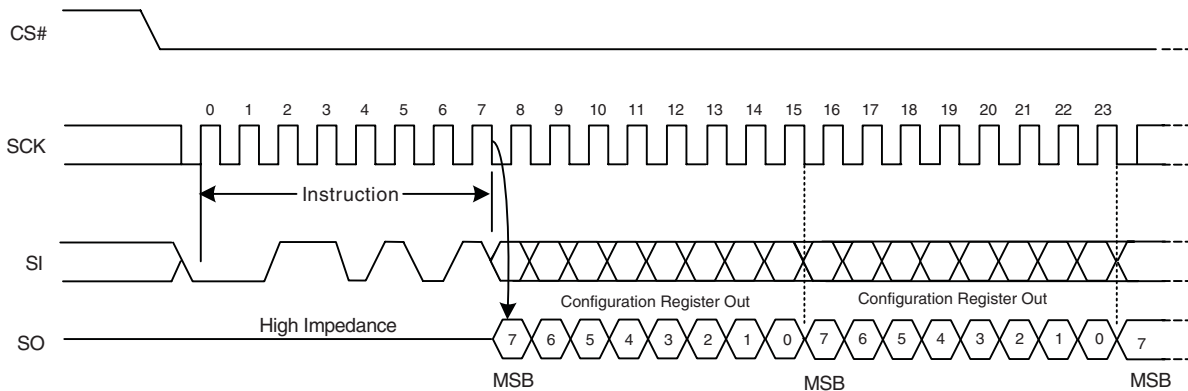 CS#
0 1 2 3 4 5 6 7 8 9 10 11 12 13 14 15 16 17 18 19 20 21 22 23
SCK
Instruction
SI
Configuration Register Out Configuration Register Out
High Impedance
SO 7 6 5 4 3 2 1 0 7 6 5 4 3 2 1 0 7
MSB MSB MSB